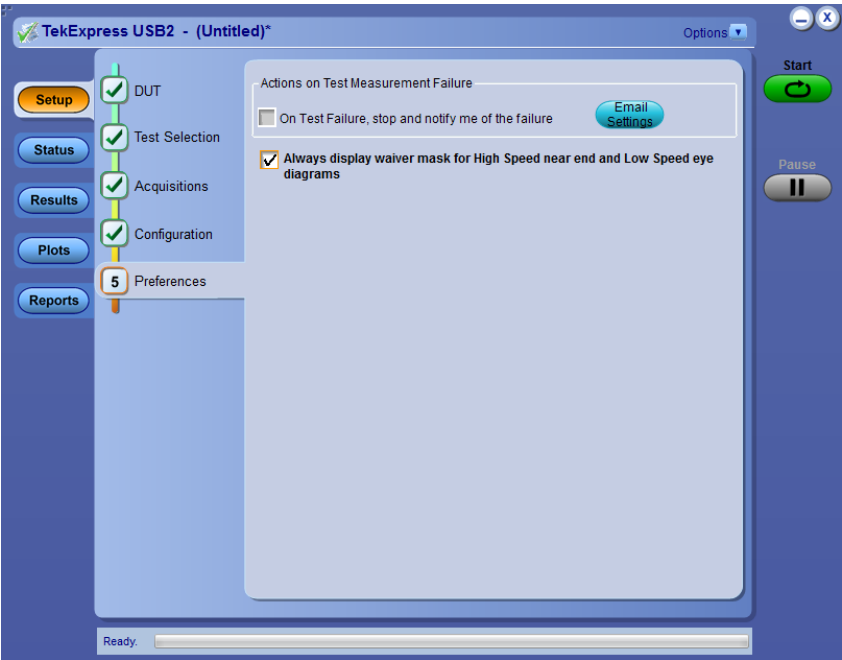 TekExpress USB2 - (Untitled)*
Options
Start
Pause
Setup
Status
Results
Plots
Reports
DUT
Test Selection
Acquisitions
Configuration
5 Preferences
Actions on Test Measurement Failure
On Test Failure, stop and notify me of the failure
Email
Settings
Always display waiver mask for High Speed near end and Low Speed eye
diagrams
Ready.